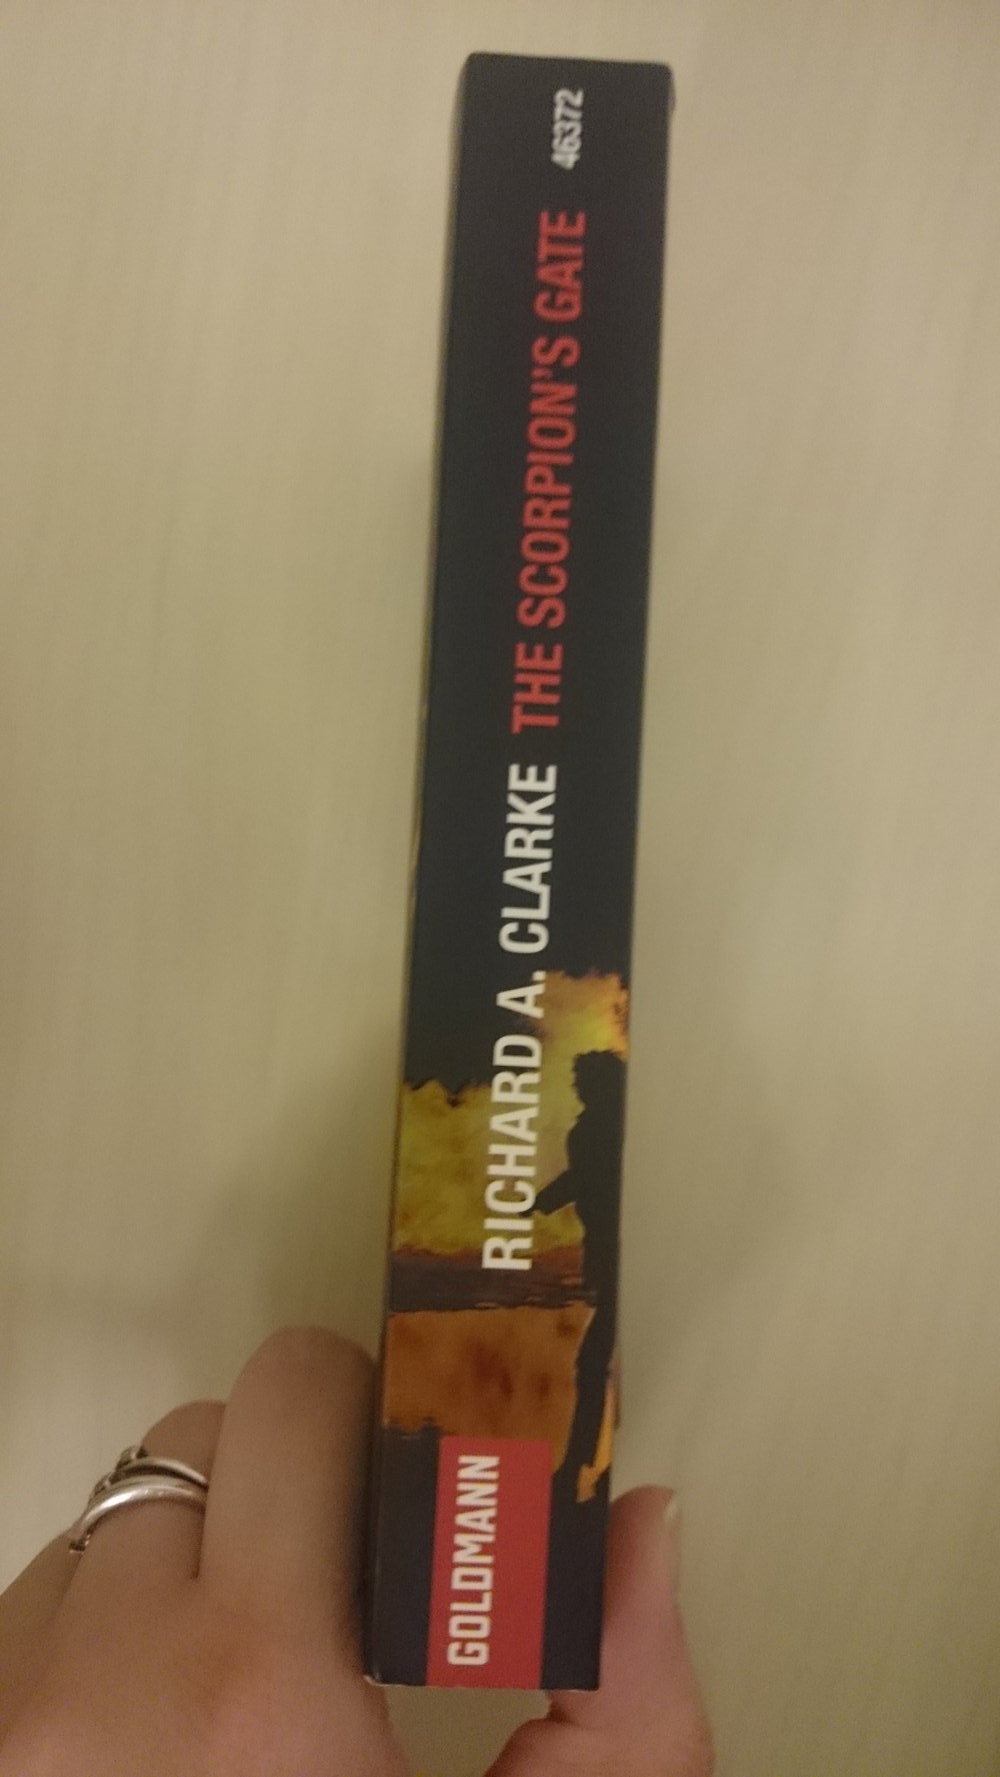 GOLDMANN
RICHARD A. CLARKE THE SCORPION'S GATE 46372